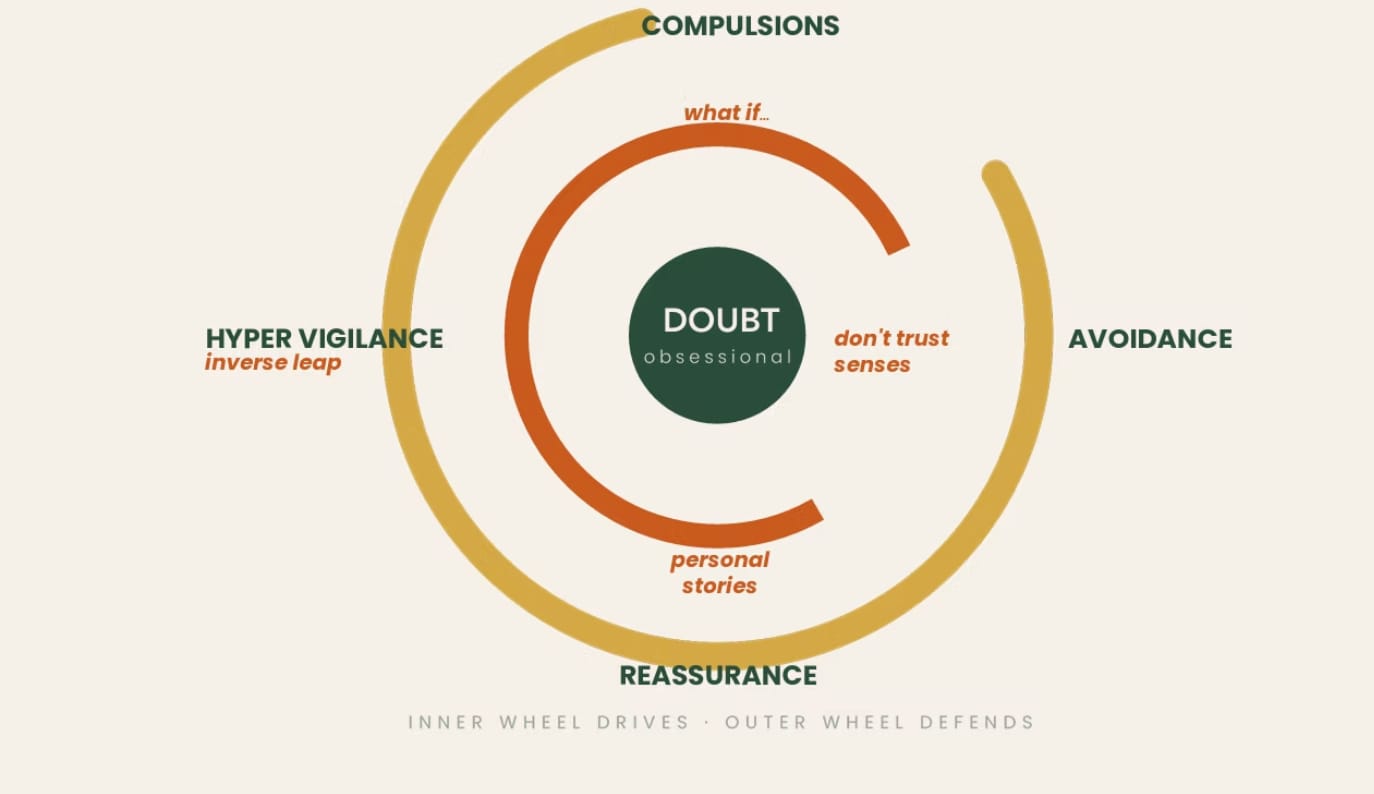 COMPULSIONS
what if...
DOUBT
obsessional
don't trust
senses
HYPER VIGILANCE
inverse leap
AVOIDANCE
personal
stories
REASSURANCE
INNER WHEEL DRIVES · OUTER WHEEL DEFENDS